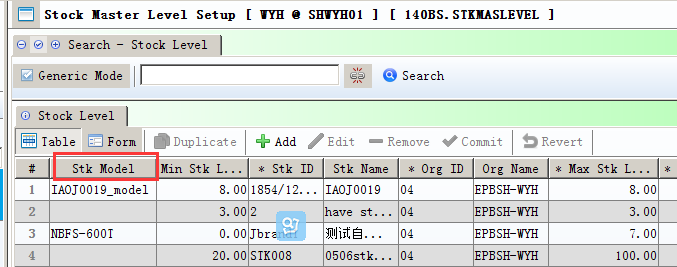 Stock Master Level Setup [ WYH @ SHWYH01 ] [ 140BS.STKMASLEVEL ]
Search - Stock Level
Generic Mode Search
Stock Level
Table Form Duplicate Add Edit Remove Commit Revert
# Stk Model Min Stk L... * Stk ID Stk Name * Org ID Org Name * Max Stk L... *
1 IAOJ0019_model 8.00 1854/12... IAOJ0019 04 EPBSH-WYH 8.00
2 3.00 2 have st... 04 EPBSH-WYH 3.00
3 NBFS-600T 0.00 测试自... 04 EPBSH-WYH 7.00
4 20.00 STK008 0506stk... 04 EPBSH-WYH 100.00